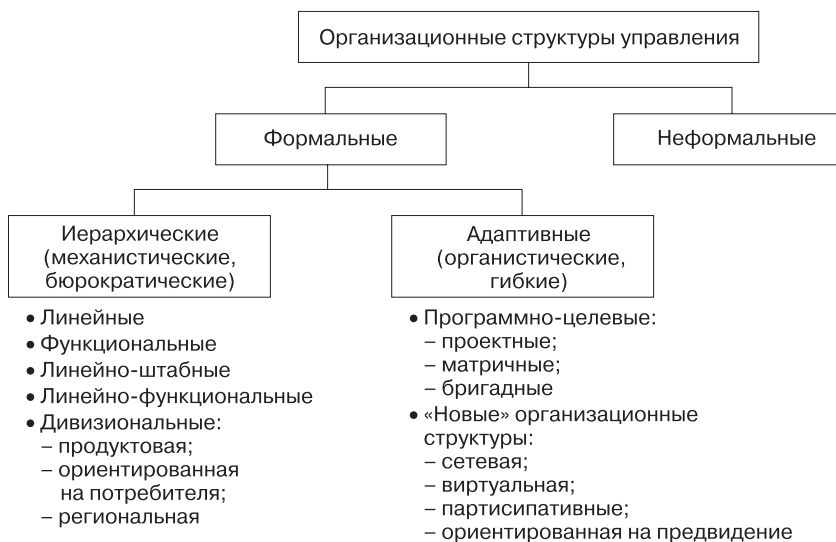 Организационные структуры управления
Формальные
Неформальные
Иерархические
(механистические,
бюрократические)
• Линейные
• Функциональные
• Линейно-штабные
• Линейно-функциональные
• Дивизиональные:
– продуктовая;
– ориентированная
на потребителя;
– региональная
Адаптивные
(органистические,
гибкие)
• Программно-целевые:
– проектные;
– матричные;
– бригадные
• «Новые» организационные
структуры:
– сетевая;
– виртуальная;
– партисипативные;
– ориентированная на предвидение